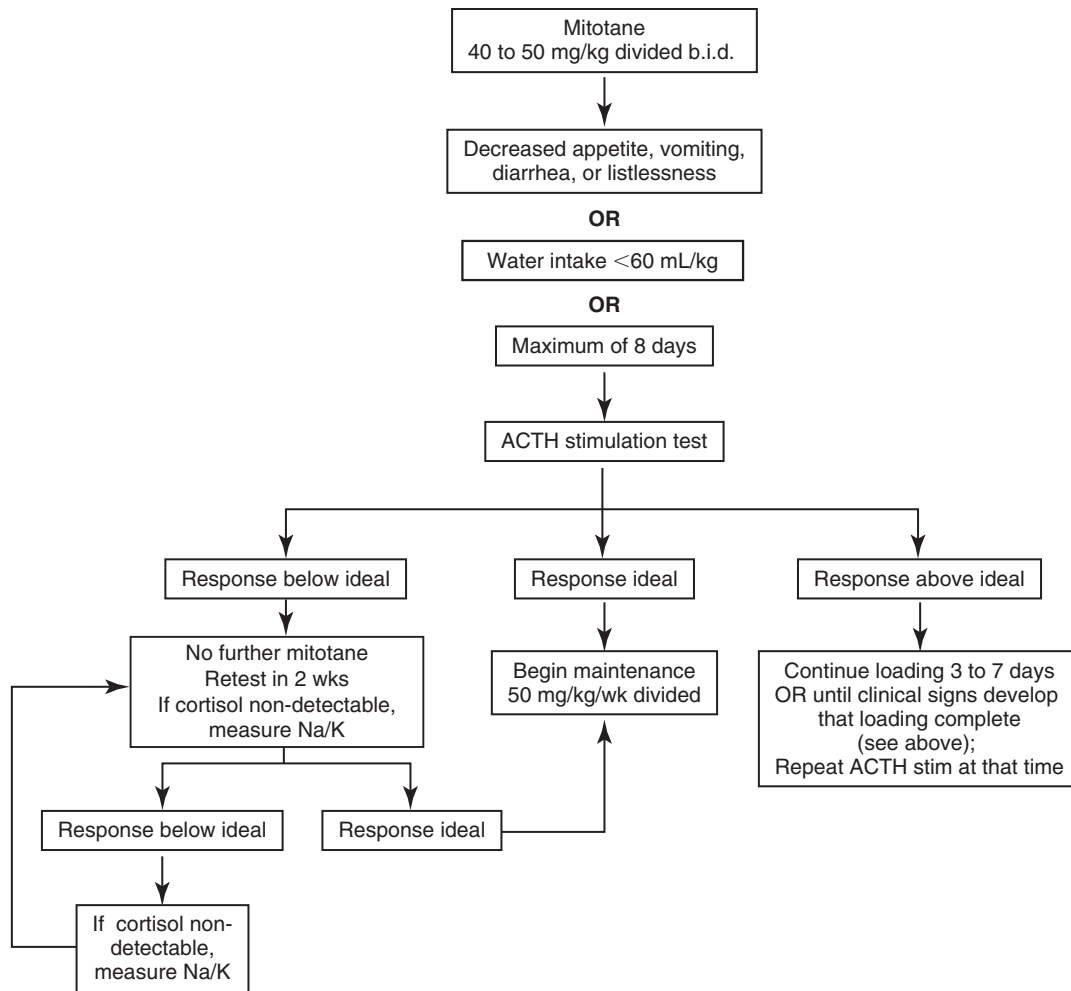 Mitotane
40 to 50 mg/kg divided b.i.d.
Decreased appetite, vomiting,
diarrhea, or listlessness
OR
Water intake <60 mL/kg
OR
Maximum of 8 days
ACTH stimulation test
Response below ideal
Response ideal
Response above ideal
No further mitotane
Retest in 2 wks
If cortisol non-detectable,
measure Na/K
Begin maintenance
50 mg/kg/wk divided
Continue loading 3 to 7 days
OR until clinical signs develop
that loading complete
(see above);
Repeat ACTH stim at that time
Response below ideal
Response ideal
If cortisol non-
detectable,
measure Na/K